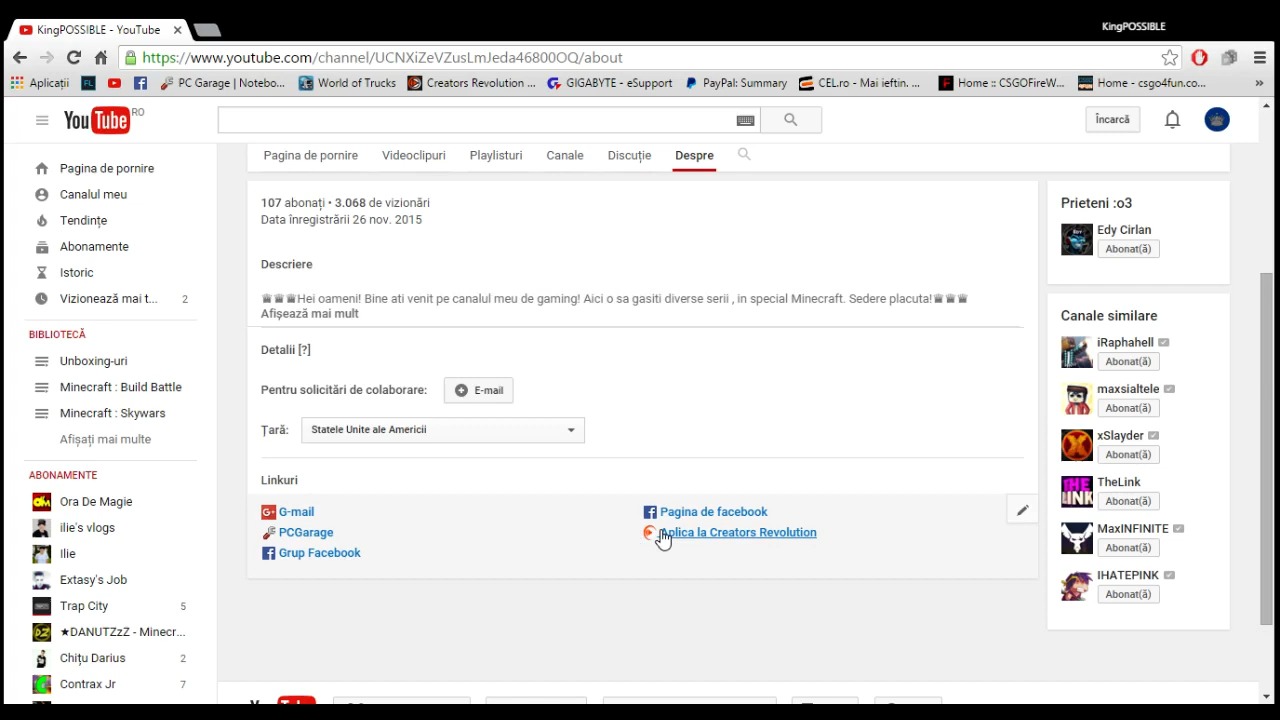 KingPOSSIBLE - YouTube
KingPOSSIBLE
https://www.youtube.com/channel/UCNXiZeVZusLmJeda46800OQ/about
Aplicații
PC Garage | Notebo...
World of Trucks
Creators Revolution ...
GIGABYTE - eSupport
PayPal: Summary
CEL.ro - Mai ieftin. ...
Home :: CSGOFireW...
Home - csgo4fun.co...
»
YouTube RO
Încarcă
Pagina de pornire
Videoclipuri
Playlisturi
Canale
Discuție
Despre
Pagina de pornire
Canalul meu
Tendințe
Abonamente
Istoric
Vizionează mai t... 2
BIBLIOTECĂ
Unboxing-uri
Minecraft : Build Battle
Minecraft : Skywars
Afișați mai multe
ABONAMENTE
Ora De Magie
ilie's vlogs
Ilie
Extasy's Job
Trap City 5
★DANUTZzZ - Minecr...
Chițu Darius 2
Contrax Jr 7
107 abonați • 3.068 de vizionări
Data înregistrării 26 nov. 2015
Descriere
♛♛♛Hei oameni! Bine ati venit pe canalul meu de gaming! Aici o sa gasiti diverse serii , in special Minecraft. Sedere placuta!♛♛♛
Afișează mai mult
Detalii [?]
Pentru solicitări de colaborare: E-mail
Țară: Statele Unite ale Americii
Linkuri
G-mail
Pagina de facebook
PCGarage
Aplica la Creators Revolution
Grup Facebook
Prieteni :o3
Edy Cirlan
Abonat(ă)
Canale similare
iRaphahell
Abonat(ă)
maxsialtele
Abonat(ă)
xSlayder
Abonat(ă)
TheLink
Abonat(ă)
MaxINFINITE
Abonat(ă)
IHATEPINK
Abonat(ă)